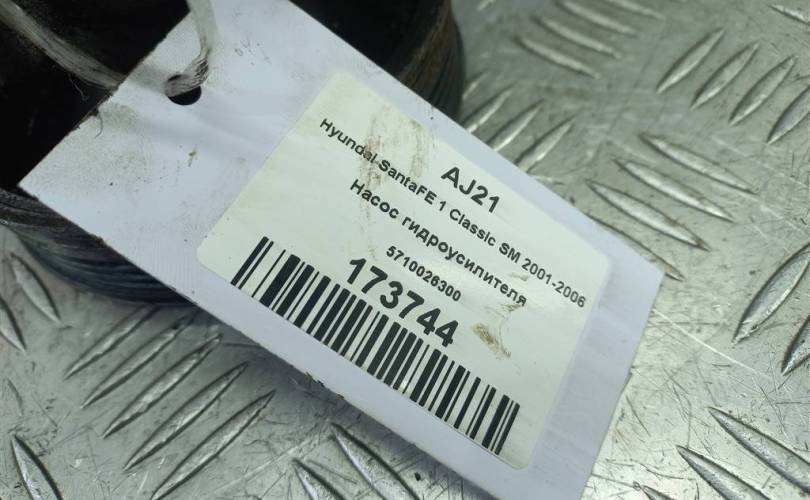 AJ21
Hyundai SantaFE 1 Classic SM 2001-2006
Насос гидроусилителя
5710026300
173744